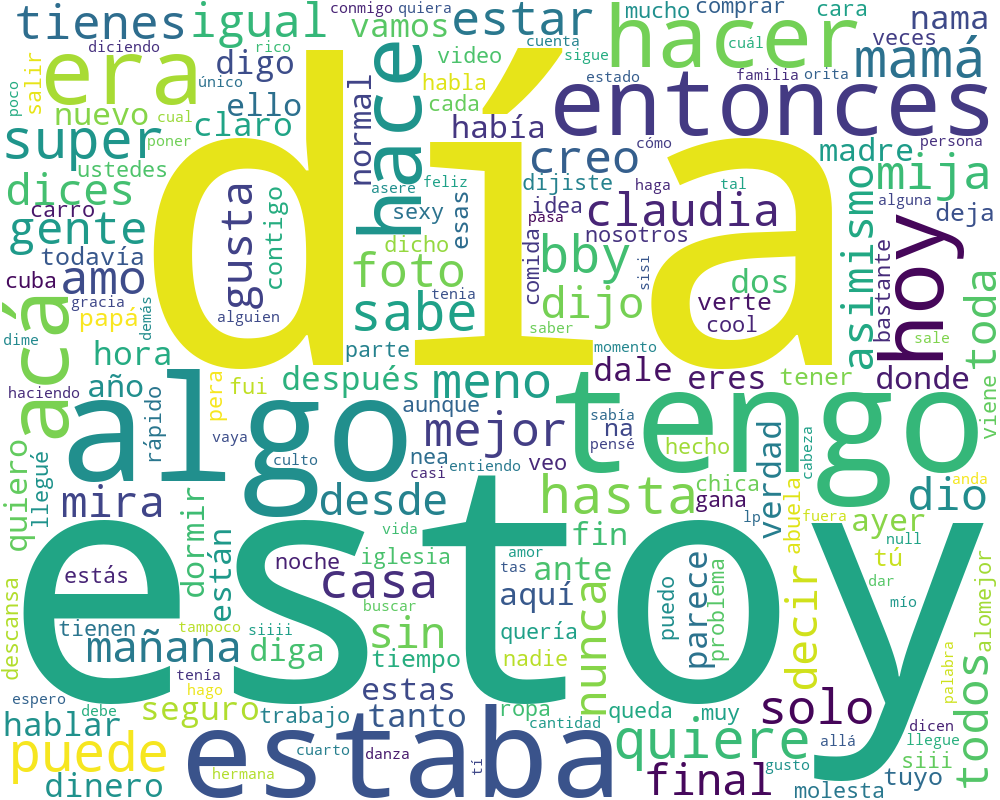 tienes
igual
vamos
conmigo
quiera
estar
hacer
mucho
comprar
cara
nama
diciendo
rico
video
cuenta
sigue
cuál
veces
mamá
poco
salir
era
único
digo
hace
habla
estado
familia
orita
nuevo
cual
ello
normal
cada
entonces
super
poner
claro
había
cómo
persona
ustedes
día
creo
madre
mija
dices
asere
feliz
dijiste
haga
tal
alguna
carro
gusta
contigo
sexy
esas
idea
claudia
asimismo
deja
gente
dicho
pasa
nosotros
todavía
foto
comida
bby
sisi
hoy
bastante
cuba
amo
tenia
dos
toda
gracia
alguien
sabe
dijo
verte
papá
demás
saber
cool
sale
dime
acá
hora
parte
momento
haciendo
año
después
meno
dale
eres
tener
donde
viene
pera
fui
algo
aunque
tengo
rápido
mejor
sabía
na
vaya
nea
pensé
hecho
verdad
culto
casi
entiendo
veo
cabeza
anda
quiero
llegué
mira
desde
hasta
chica
gana
dio
dormir
lp
abuela
fuera
estoy
vida
fin
ayer
null
están
noche
iglesia
amor
tú
estás
casa
tas
ante
puedo
parece
problema
dar
alomejor
descansa
buscar
aquí
nunca
decir
mío
tienen
tampoco
siiii
sin
quería
mañana
diga
tiempo
nadie
palabra
tenía
hago
estas
espero
debe
seguro
trabajo
tanto
ropa
queda
muy
solo
todos
hablar
estaba
cantidad
quiere
dicen
puede
cuarto
danza
allá
llegue
siii
dinero
hermana
tí
final
gusto
molesta
tuyo